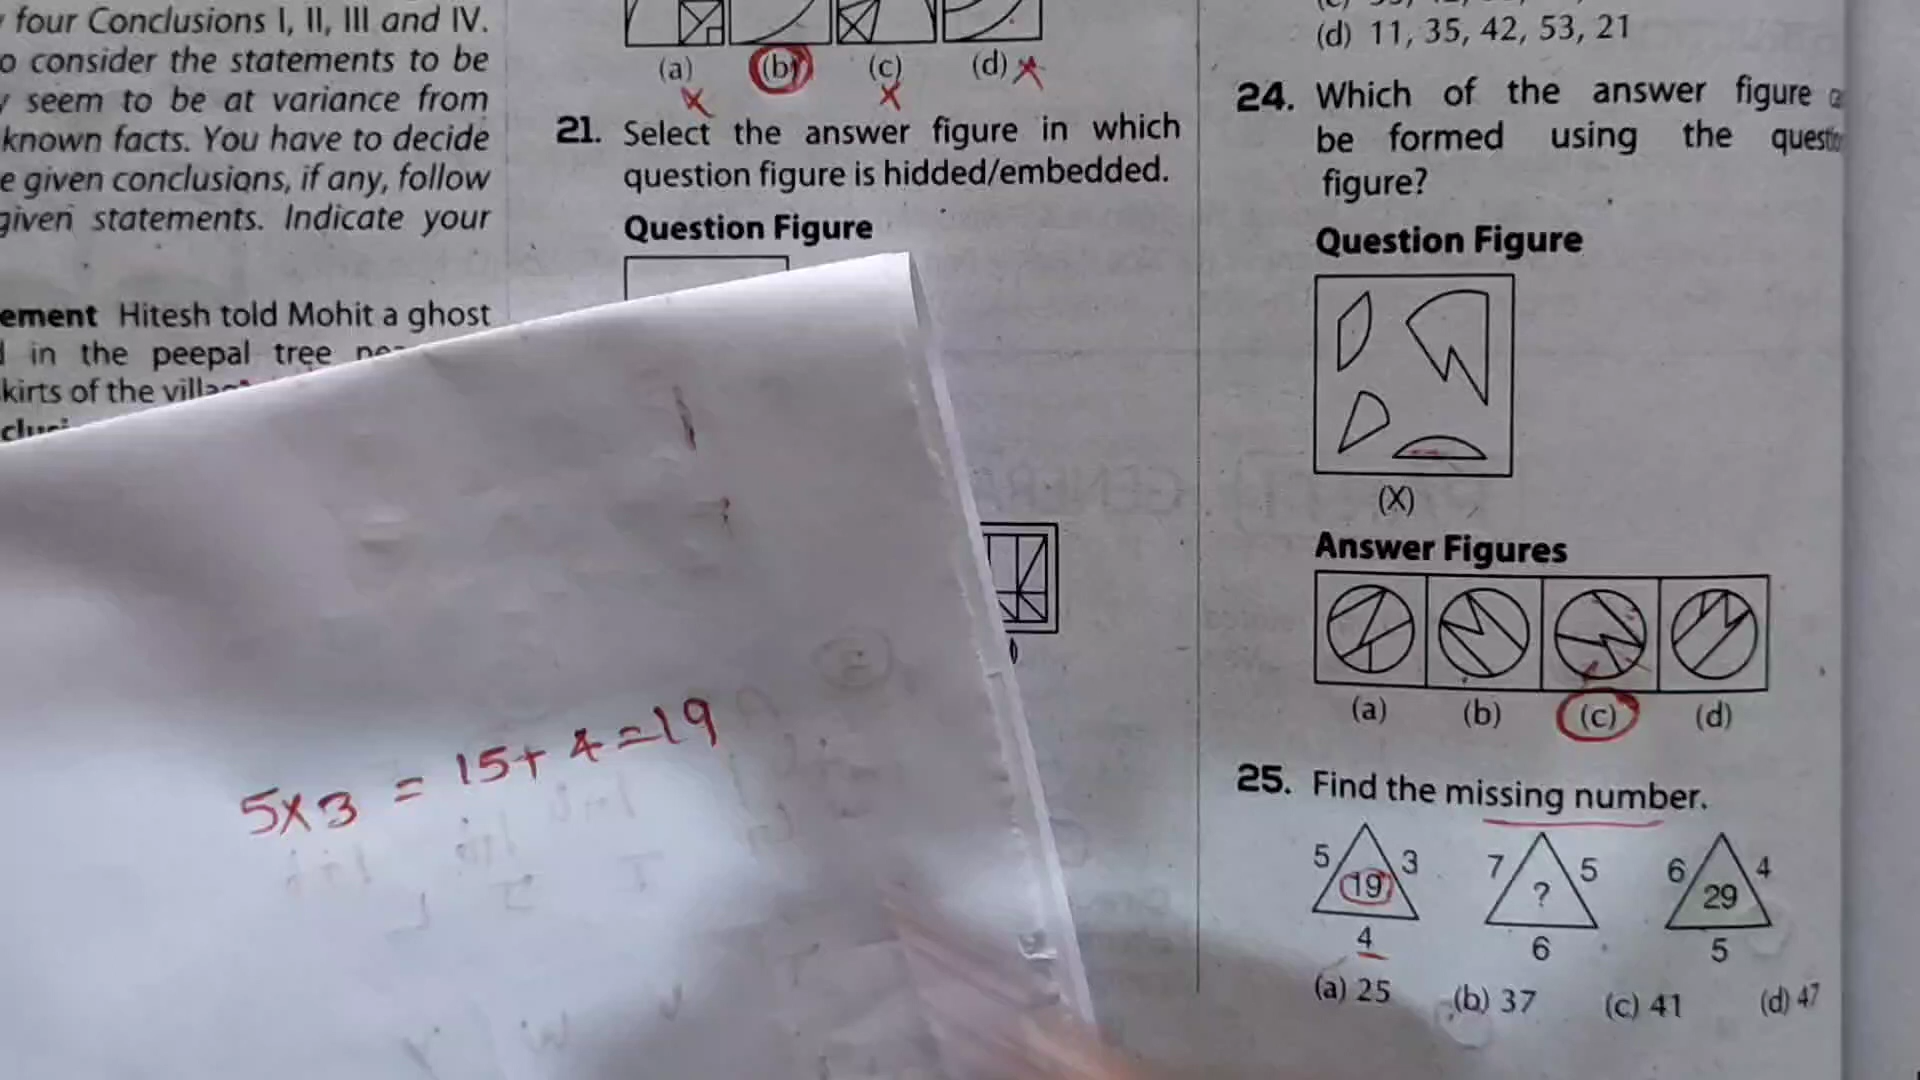 four Conclusions I, II, III and IV.
o consider the statements to be
seem to be at variance from
known facts. You have to decide
e given conclusions, if any, follow
given statements. Indicate your
ement Hitesh told Mohit a ghost
in the peepal tree
kirts of the
(a) (b) (c) (d)
21. Select the answer figure in which
question figure is hidded/embedded.
Question Figure
5x3 = 15+4=19
(d) 11, 35, 42, 53, 21
24. Which of the answer figure
be formed using the
figure?
Question Figure
(X)
Answer Figures
(a) (b) (c) (d)
25. Find the missing number.
5 3 7 5 6 4
19 ? 29
4 6 5
(a) 25 (b) 37 (c) 41 (d) 47